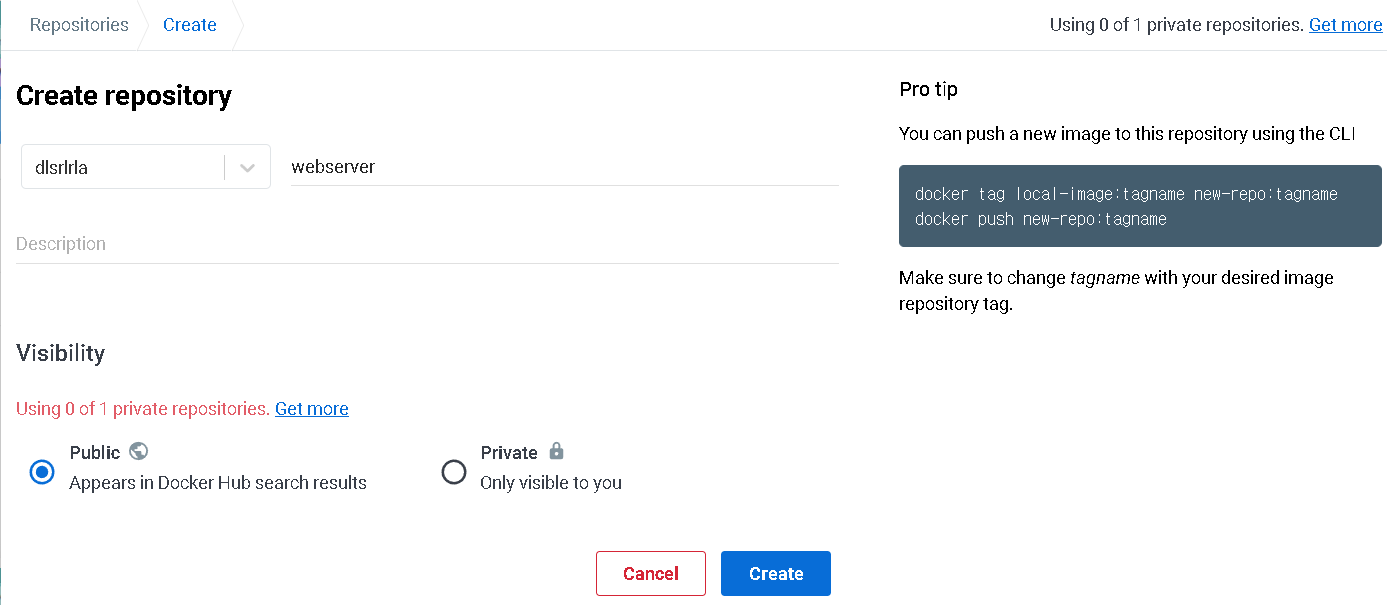 Repositories
Create
Using 0 of 1 private repositories. Get more
Create repository
dlsrlrla
webserver
Description
Visibility
Using 0 of 1 private repositories. Get more
Public
Appears in Docker Hub search results
Private
Only visible to you
Cancel
Create
Pro tip
You can push a new image to this repository using the CLI
docker tag local-image:tagname new-repo:tagname
docker push new-repo:tagname
Make sure to change tagname with your desired image
repository tag.